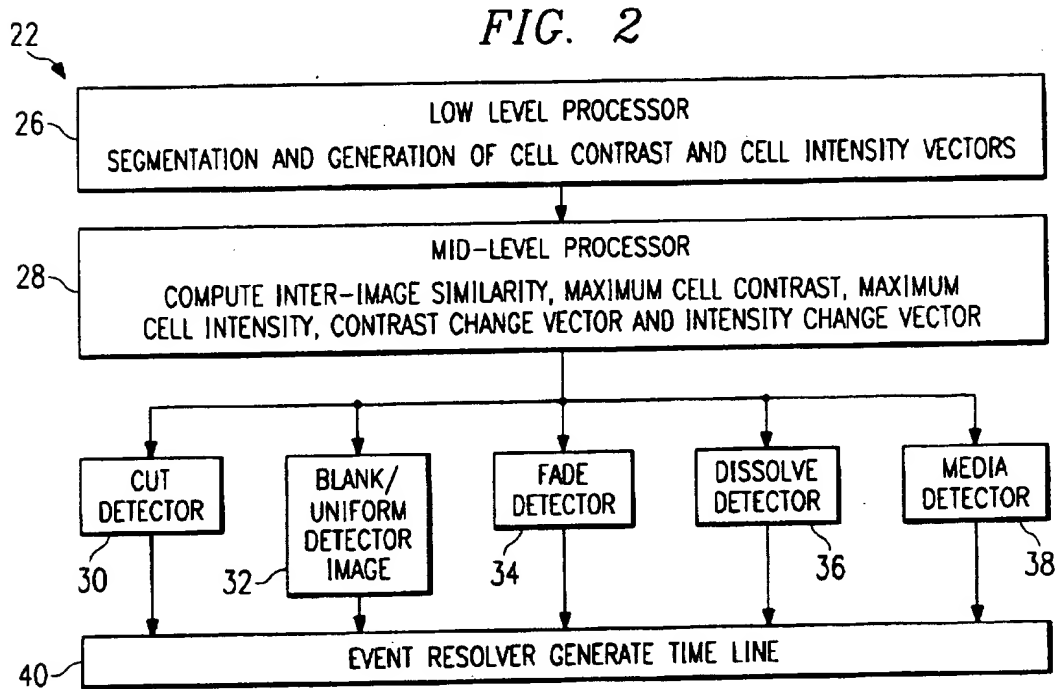 FIG. 2
22
LOW LEVEL PROCESSOR
26
SEGMENTATION AND GENERATION OF CELL CONTRAST AND CELL INTENSITY VECTORS
MID-LEVEL PROCESSOR
28
COMPUTE INTER-IMAGE SIMILARITY, MAXIMUM CELL CONTRAST, MAXIMUM
CELL INTENSITY, CONTRAST CHANGE VECTOR AND INTENSITY CHANGE VECTOR
CUT
DETECTOR
30
BLANK/
UNIFORM
DETECTOR
IMAGE
32
FADE
DETECTOR
34
DISSOLVE
DETECTOR
36
MEDIA
DETECTOR
38
EVENT RESOLVER GENERATE TIME LINE
40